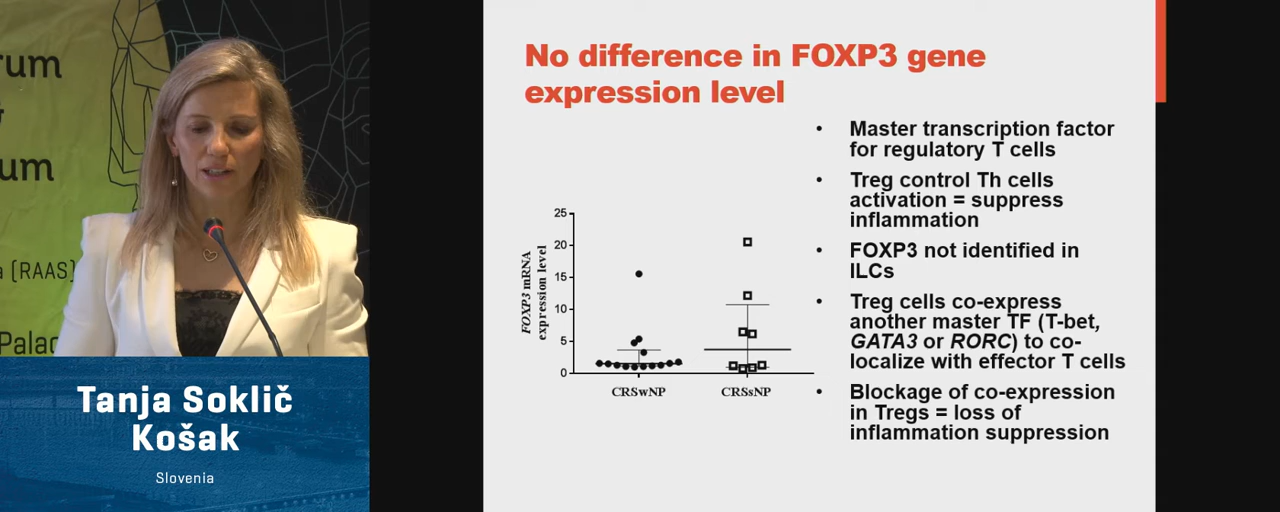 rum
um
a (RAAS)
Palac
Tanja Soklič
Košak
Slovenia
No difference in FOXP3 gene
expression level
25
20
15
10
5
0
FOXP3 mRNA
expression level
CRSwNP
CRSsNP
• Master transcription factor
for regulatory T cells
• Treg control Th cells
activation = suppress
inflammation
• FOXP3 not identified in
ILCs
• Treg cells co-express
another master TF (T-bet,
GATA3 or RORC) to co-
localize with effector T cells
• Blockage of co-expression
in Tregs = loss of
inflammation suppression